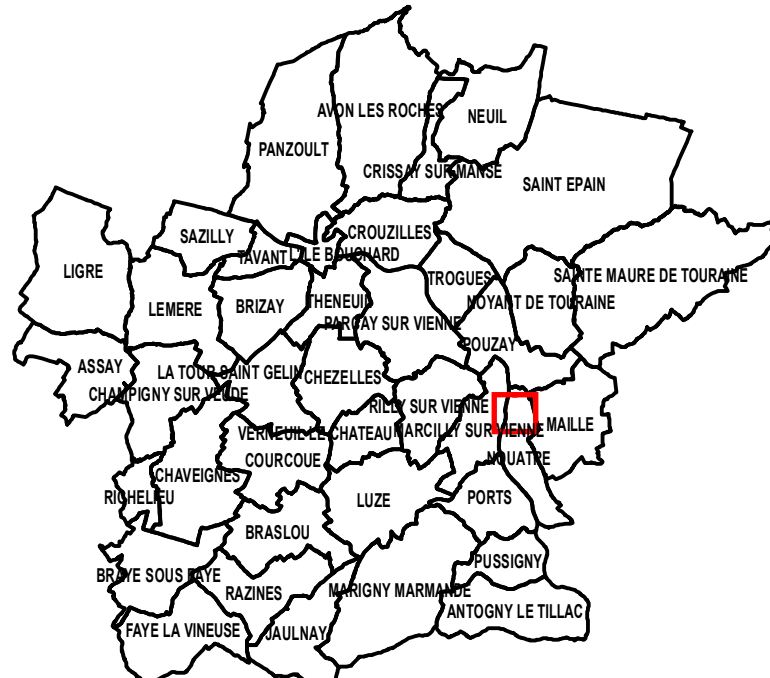 AVON LES ROCHES
NEUIL
PANZOULT
CRISSAY SUR MANSE
SAINT EPAIN
SAZILLY
CROUZILLES
TAVANT
L'ILE BOUCHARD
LIGRE
TROGUES
SAINTE MAURE DE TOURAINE
LEMERE
BRIZAY
THENEUIL
NOYANT DE TOURAINE
PARCAY SUR VIENNE
POUZAY
ASSAY
LA TOUR SAINT GELIN
CHEZELLES
CHAMPIGNY SUR VEUDE
RILLY SUR VIENNE
VERNEUIL LE CHATEAU
MARCILLY SUR VIENNE
MAILLE
COURCOUE
NOUATRE
CHAVEIGNES
RICHELIEU
LUZE
PORTS
BRASLOU
PUSSIGNY
BRAYE SOUS FAYE
RAZINES
MARIGNY MARMANDE
ANTOGNY LE TILLAC
FAYE LA VINEUSE
JAULNAY